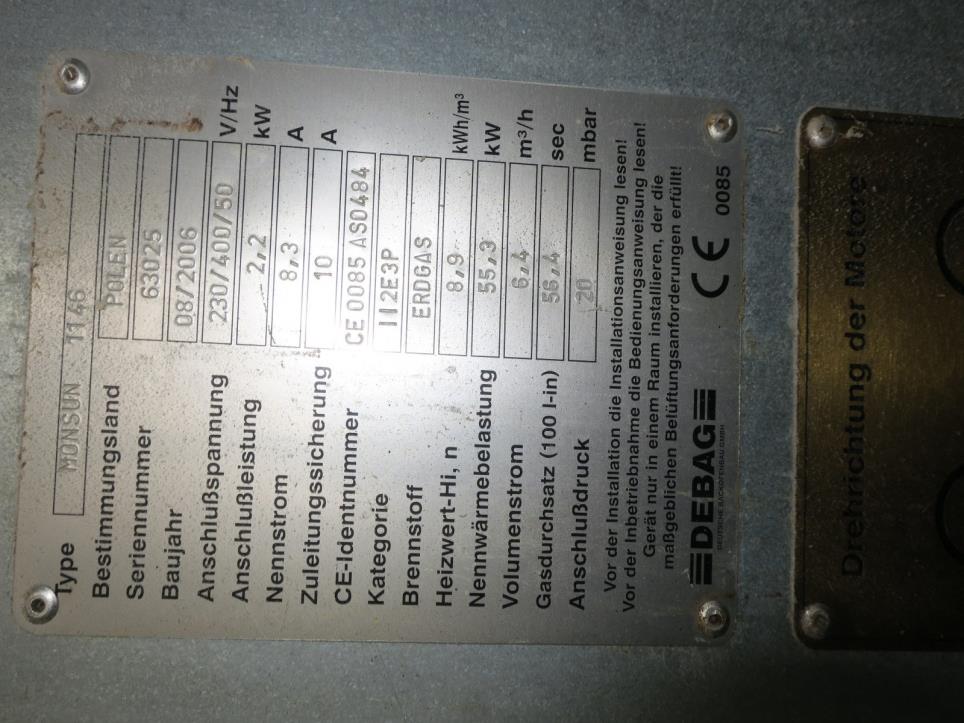 Type MONSUN 1146
Bestimmungsland POLEN
Seriennummer 63025
Baujahr 08/2006
Anschlußspannung 230/400/50 V/Hz
Anschlußleistung 2,2 kW
Nennstrom 8,3 A
Zuleitungssicherung 10 A
CE-Identnummer CE 0085 AS0484
Kategorie II2E3P
Brennstoff ERDGAS
Heizwert-Hi, n 8,9 kWh/m³
Nennwärmebelastung 55,3 kW
Volumenstrom 6,4 m³/h
Gasdurchsatz (100 l-in) 56,4 sec
Anschlußdruck 20 mbar
Vor der Installation die Installationsanweisung lesen!
Vor der Inbetriebnahme die Bedienungsanweisung lesen!
Gerät nur in einem Raum installieren, der die
maßgeblichen Belüftungsanforderungen erfüllt!
DEBAG CE 0085
DEUTSCHE BACKOFENBAU GMBH
Drehrichtung der Motore